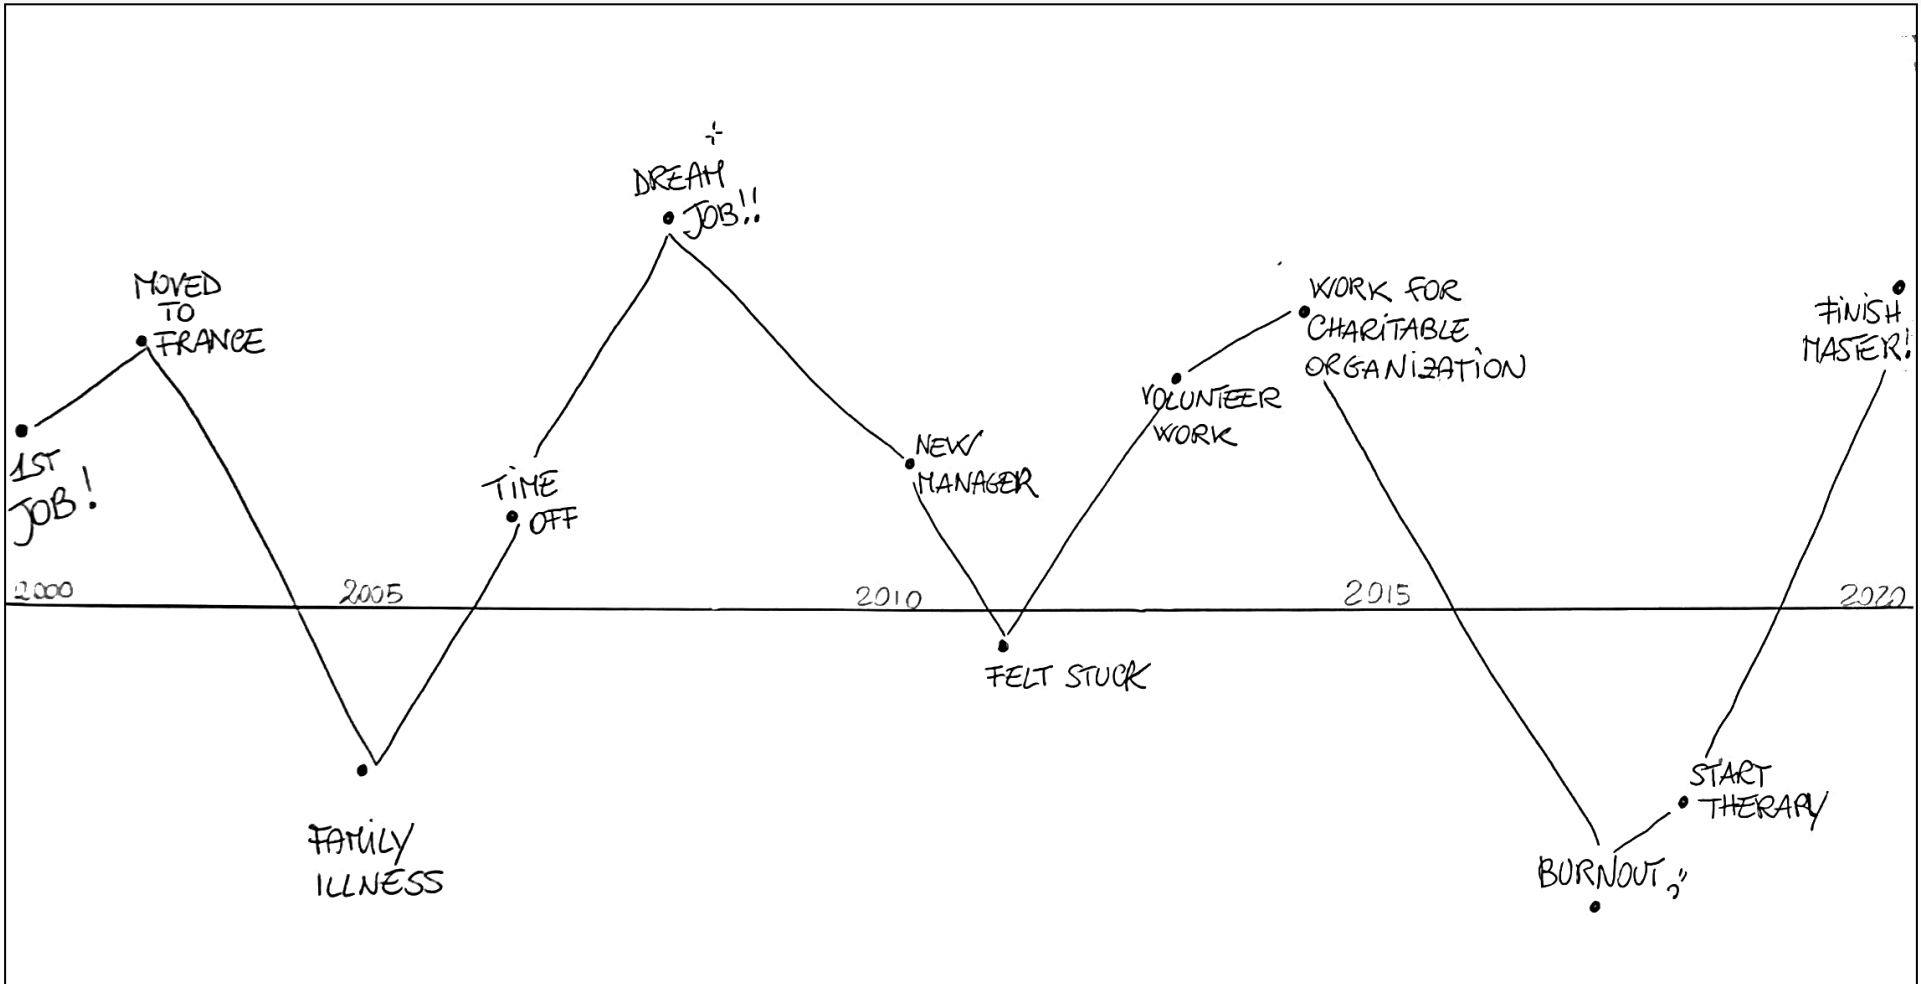 1ST
JOB!
MOVED
TO
FRANCE
FAMILY
ILLNESS
TIME
OFF
DREAM
JOB!!
NEW
MANAGER
FELT STUCK
VOLUNTEER
WORK
WORK FOR
CHARITABLE
ORGANIZATION
BURNOUT
START
THERAPY
FINISH
MASTER!
2000
2005
2010
2015
2020